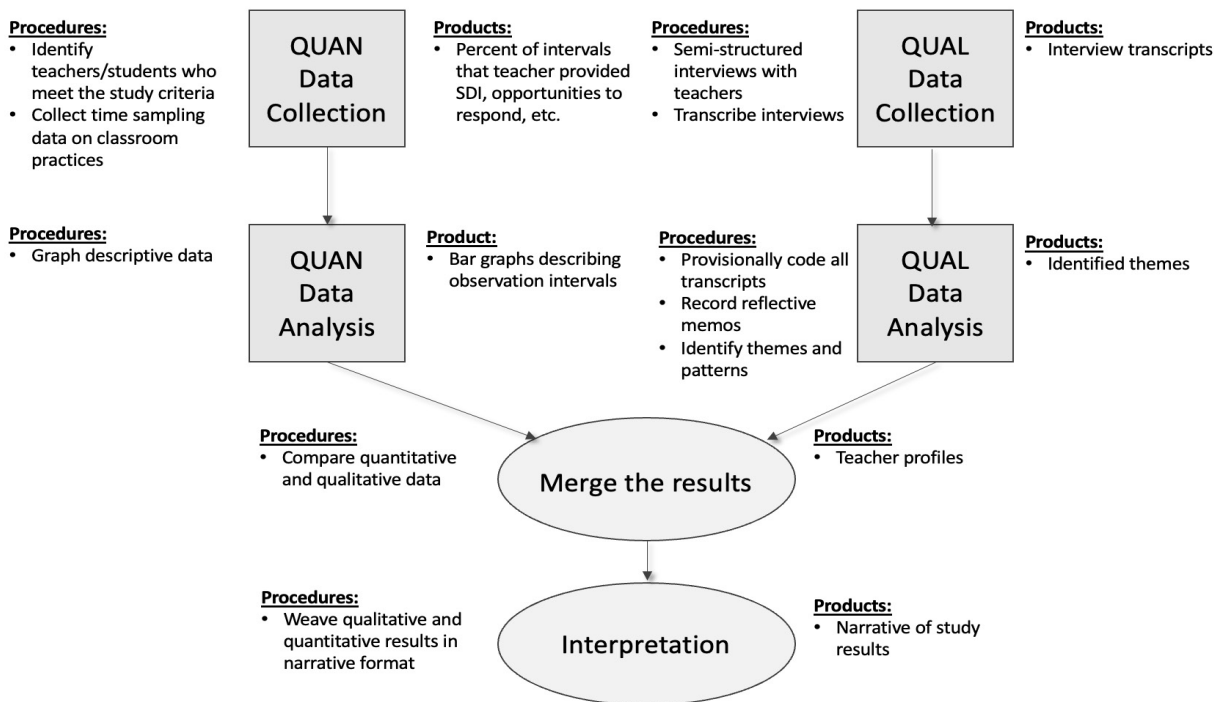 Procedures:
• Identify
teachers/students who
meet the study criteria
• Collect time sampling
data on classroom
practices
QUAN
Data
Collection
Products:
• Percent of intervals
that teacher provided
SDI, opportunities to
respond, etc.
Procedures:
• Semi-structured
interviews with
teachers
• Transcribe interviews
QUAL
Data
Collection
Products:
• Interview transcripts
Procedures:
• Graph descriptive data
QUAN
Data
Analysis
Product:
• Bar graphs describing
observation intervals
Procedures:
• Provisionally code all
transcripts
• Record reflective
memos
• Identify themes and
patterns
QUAL
Data
Analysis
Products:
• Identified themes
Procedures:
• Compare quantitative
and qualitative data
Merge the results
Products:
• Teacher profiles
Procedures:
• Weave qualitative and
quantitative results in
narrative format
Interpretation
Products:
• Narrative of study
results